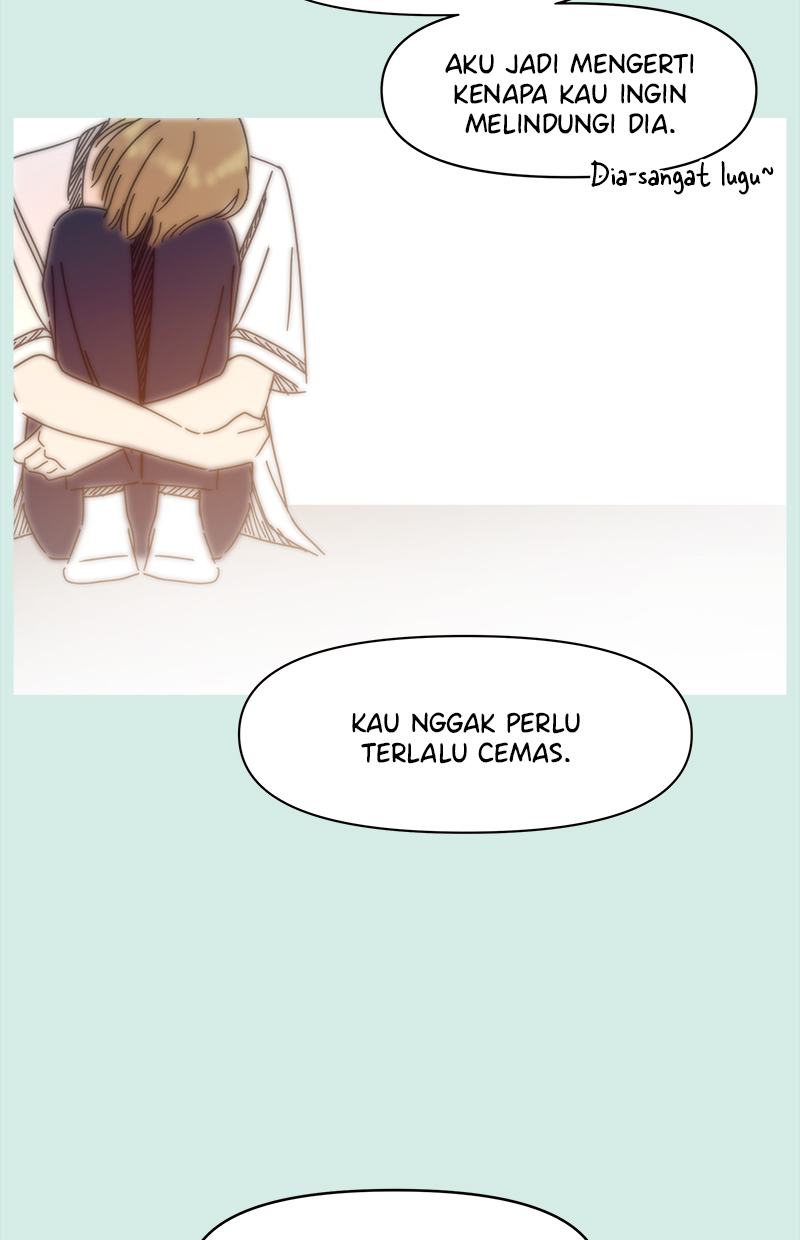 AKU JADI MENGERTI
KENAPA KAU INGIN
MELINDUNGI DIA.
Dia-sangat lugu~
KAU NGGAK PERLU
TERLALU CEMAS.